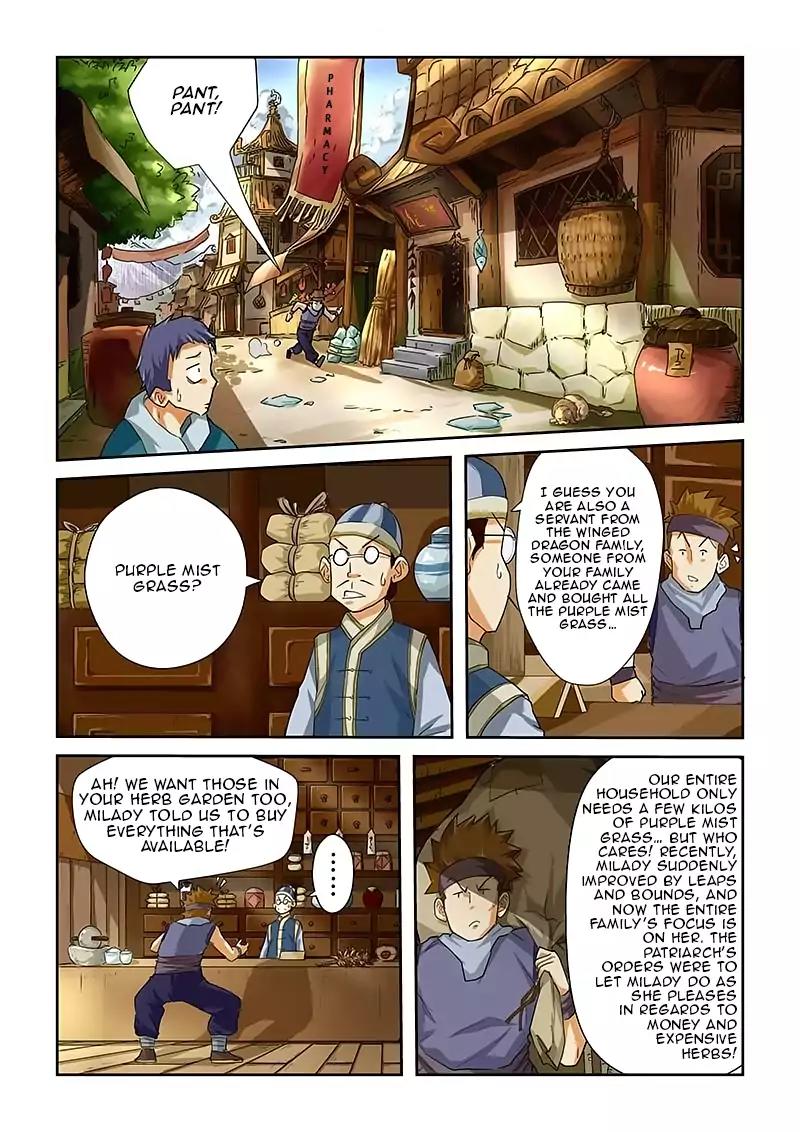 PANT,
PANT!
PHARMACY
PURPLE MIST
GRASS?
I GUESS YOU
ARE ALSO A
SERVANT FROM
THE WINGED
DRAGON FAMILY,
SOMEONE FROM
YOUR FAMILY
ALREADY CAME
AND BOUGHT ALL
THE PURPLE MIST
GRASS...
AH! WE WANT THOSE IN
YOUR HERB GARDEN TOO,
MILADY TOLD US TO BUY
EVERYTHING THAT'S
AVAILABLE!
......
OUR ENTIRE
HOUSEHOLD ONLY
NEEDS A FEW KILOS
OF PURPLE MIST
GRASS... BUT WHO
CARES! RECENTLY,
MILADY SUDDENLY
IMPROVED BY LEAPS
AND BOUNDS, AND
NOW THE ENTIRE
FAMILY'S FOCUS IS
ON HER. THE
PATRIARCH'S
ORDERS WERE TO
LET MILADY DO AS
SHE PLEASES
IN REGARDS TO
MONEY AND
EXPENSIVE
HERBS!